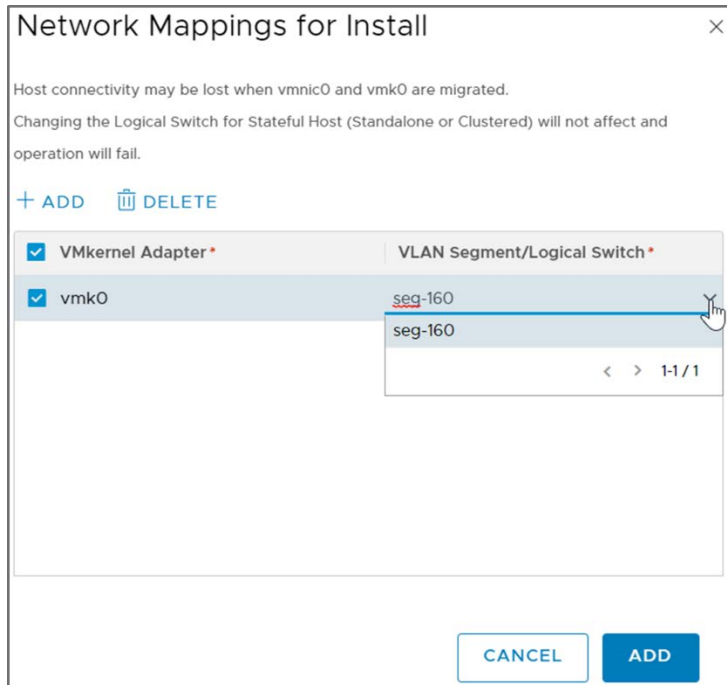 Network Mappings for Install
Host connectivity may be lost when vmnic0 and vmk0 are migrated.
Changing the Logical Switch for Stateful Host (Standalone or Clustered) will not affect and
operation will fail.
+ ADD DELETE
VMkernel Adapter* VLAN Segment/Logical Switch*
vmk0 seg-160
seg-160
< > 1-1 / 1
CANCEL ADD